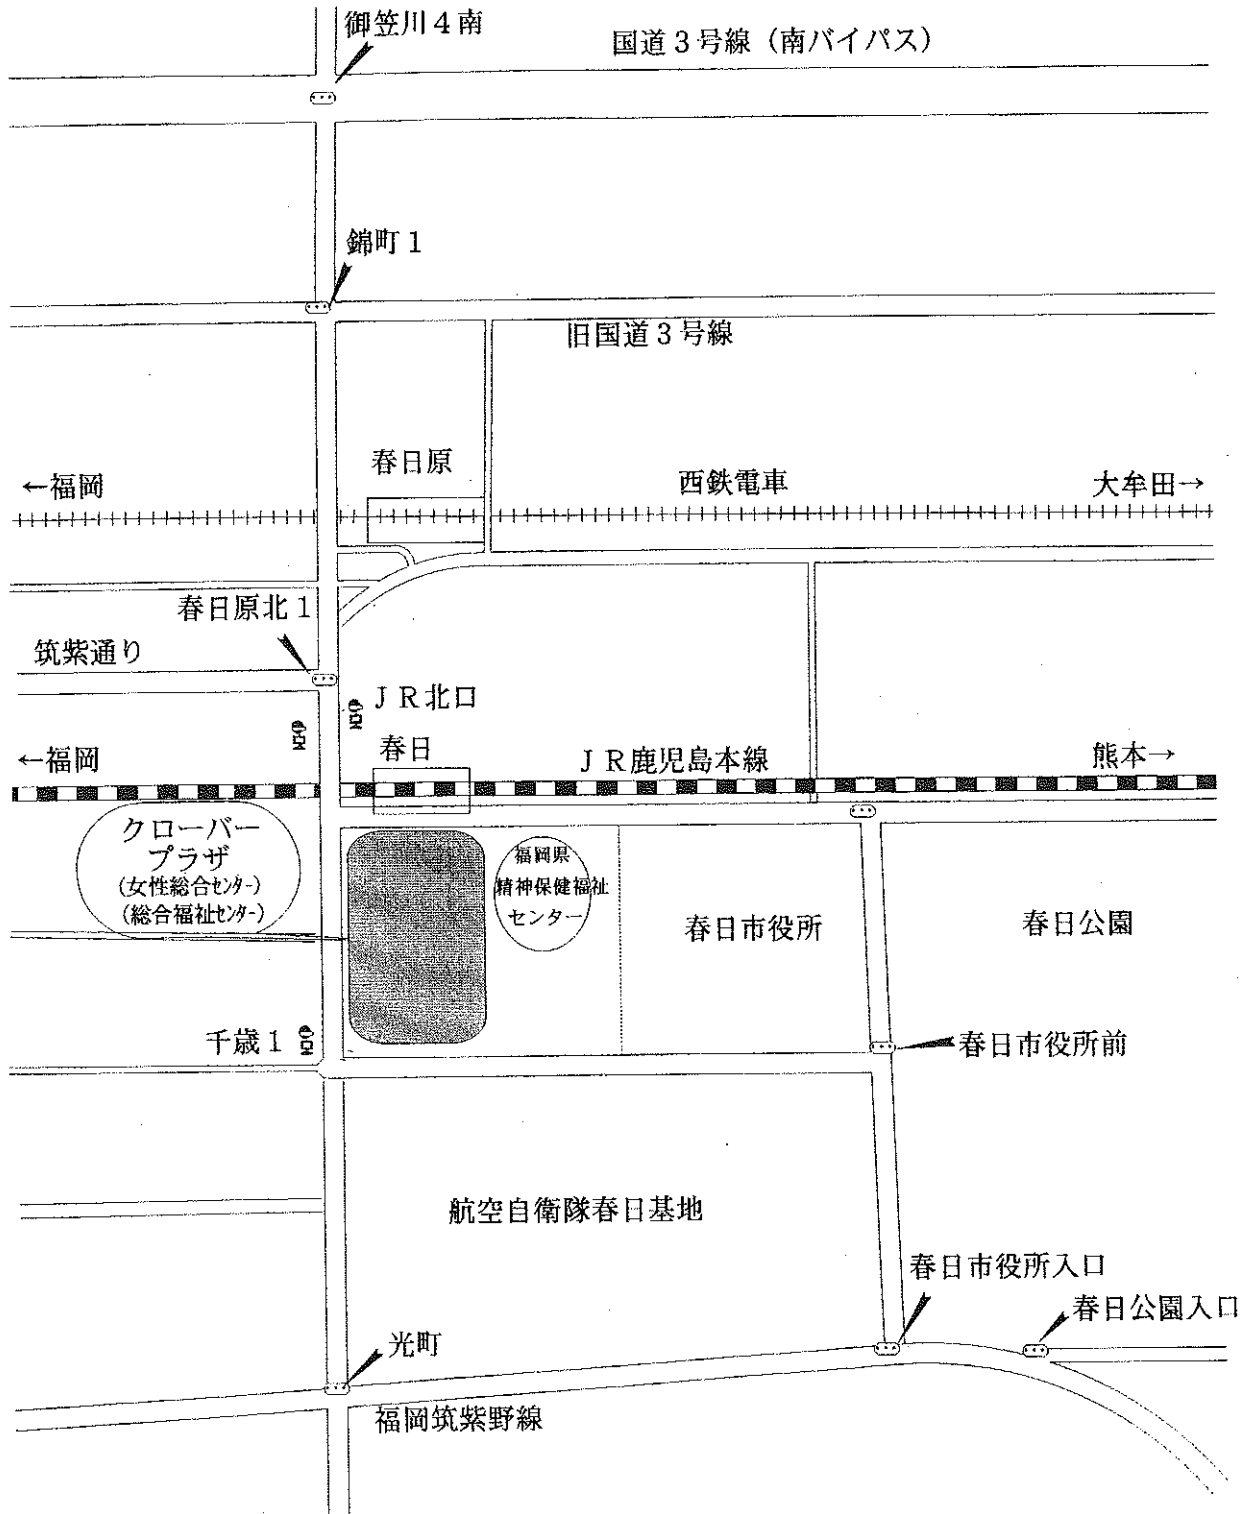 御笠川４南
国道３号線（南バイパス）
錦町１
旧国道３号線
春日原
←福岡
西鉄電車
大牟田→
春日原北１
筑紫通り
ＪＲ北口
春日
←福岡
ＪＲ鹿児島本線
熊本→
クローバー
プラザ
(女性総合ｾﾝﾀｰ)
(総合福祉ｾﾝﾀｰ)
福岡県
精神保健福祉
センター
春日市役所
春日公園
千歳１
春日市役所前
航空自衛隊春日基地
春日市役所入口
春日公園入口
光町
福岡筑紫野線